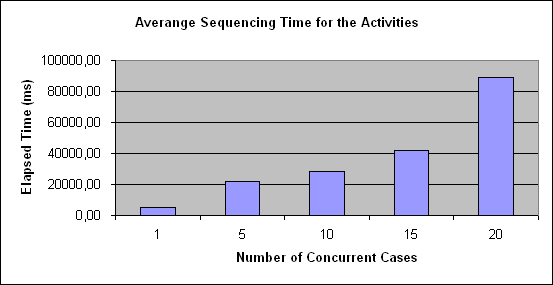 Averange Sequencing Time for the Activities
Elapsed Time (ms)
100000,00
80000,00
60000,00
40000,00
20000,00
0,00
1 5 10 15 20
Number of Concurrent Cases